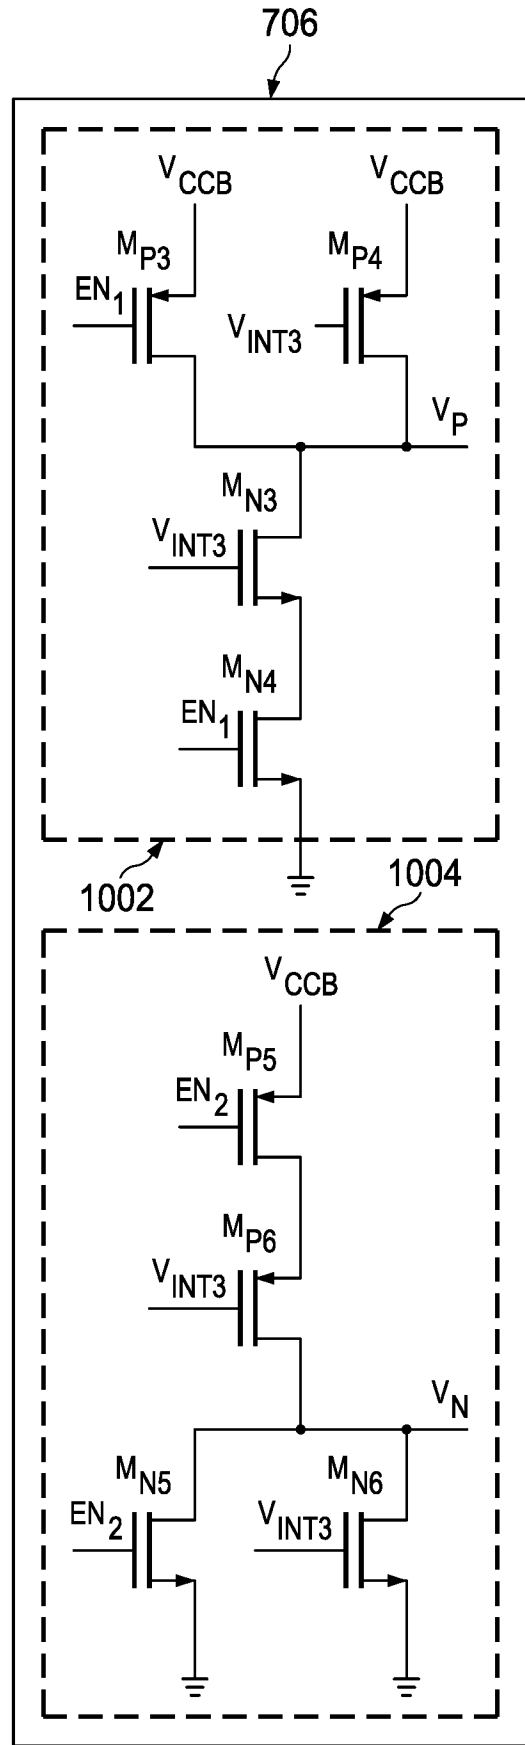 706
VCCB VCCB
MP3 MP4
EN1
VINT3
VP
MN3
VINT3
MN4
EN1
1002
1004
VCCB
MP5
EN2
MP6
VINT3
VN
MN5 MN6
EN2 VINT3